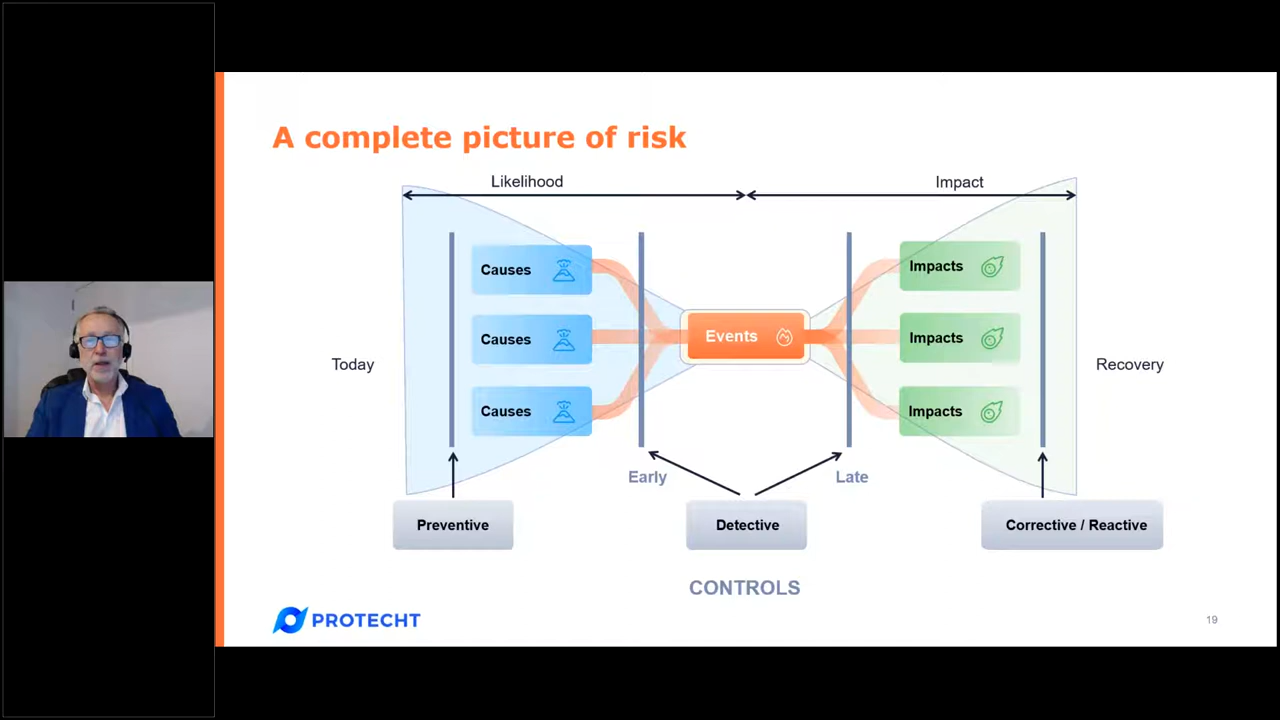 A complete picture of risk
Likelihood
Impact
Causes
Impacts
Causes
Events
Impacts
Today
Recovery
Causes
Impacts
Early
Late
Preventive
Detective
Corrective / Reactive
CONTROLS
PROTECHT
19